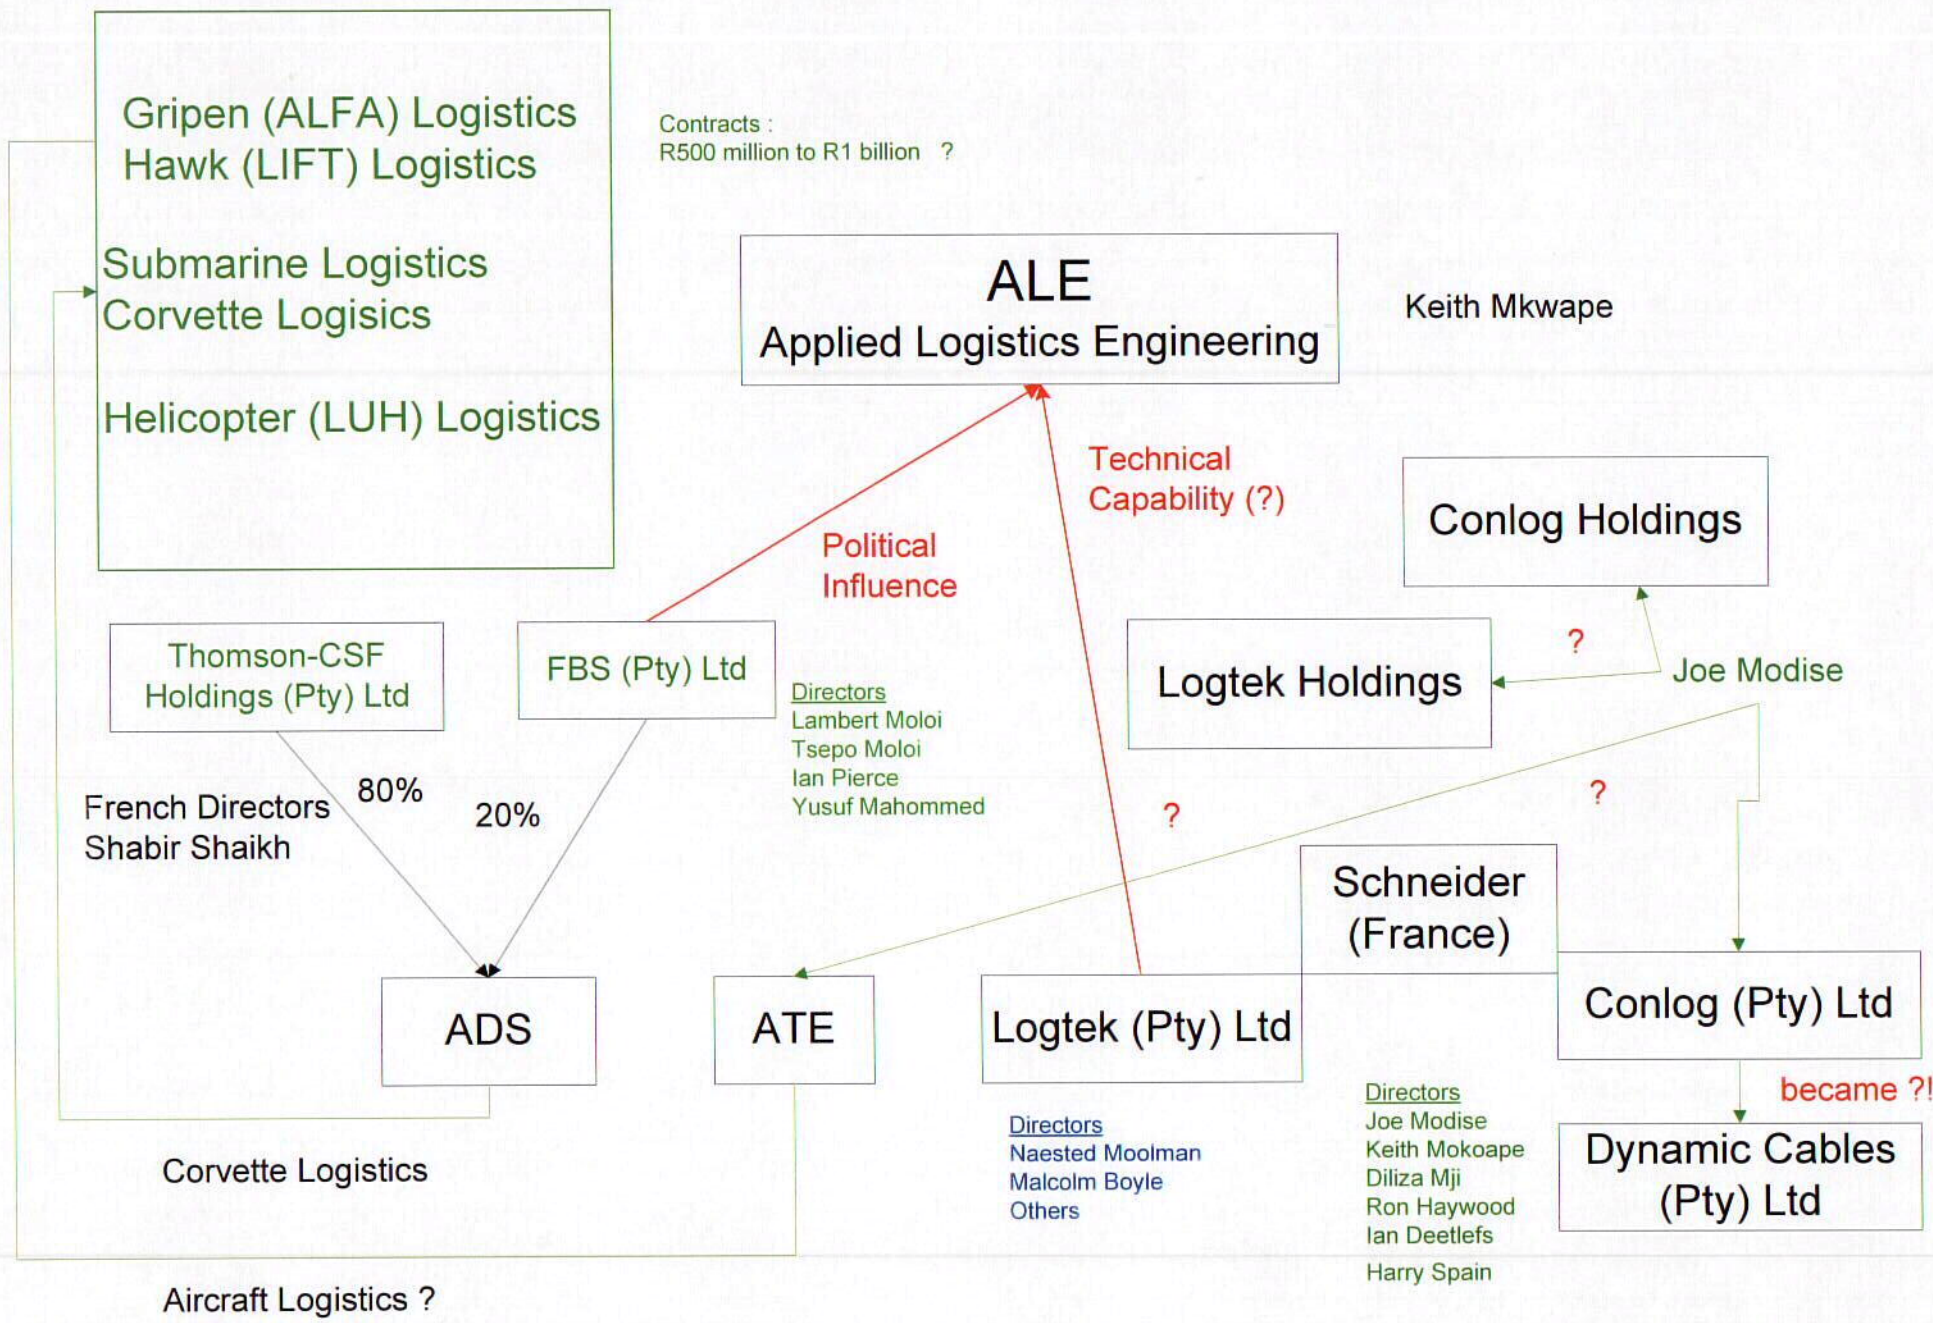 Gripen (ALFA) Logistics
Hawk (LIFT) Logistics
Submarine Logistics
Corvette Logisics
Helicopter (LUH) Logistics
Contracts :
R500 million to R1 billion ?
ALE
Applied Logistics Engineering
Keith Mkwape
Technical
Capability (?)
Political
Influence
Conlog Holdings
Thomson-CSF
Holdings (Pty) Ltd
FBS (Pty) Ltd
Directors
Lambert Moloi
Tsepo Moloi
Ian Pierce
Yusuf Mahommed
Logtek Holdings
?
Joe Modise
French Directors
Shabir Shaikh
80%
20%
?
?
Schneider
(France)
ADS
ATE
Logtek (Pty) Ltd
Conlog (Pty) Ltd
became ?!
Dynamic Cables
(Pty) Ltd
Directors
Naested Moolman
Malcolm Boyle
Others
Directors
Joe Modise
Keith Mokoape
Diliza Mji
Ron Haywood
Ian Deetlefs
Harry Spain
Corvette Logistics
Aircraft Logistics ?